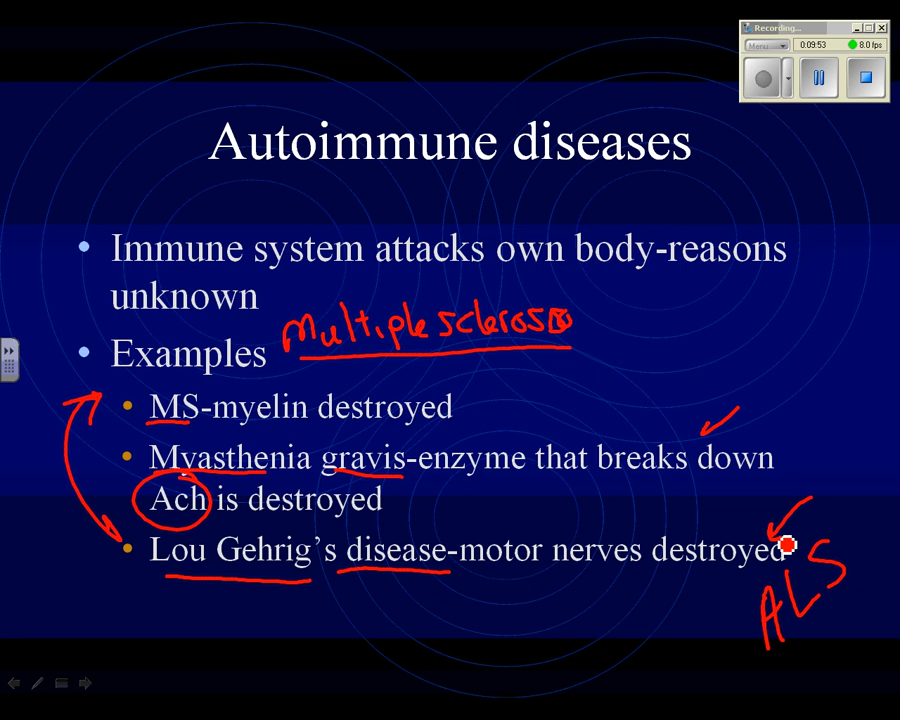 Recording...
Menu
0:09:53
8.0 fps
Autoimmune diseases
• Immune system attacks own body-reasons
unknown
Multiple sclerosis
• Examples
• MS-myelin destroyed
• Myasthenia gravis-enzyme that breaks down
Ach is destroyed
• Lou Gehrig's disease-motor nerves destroyed
ALS